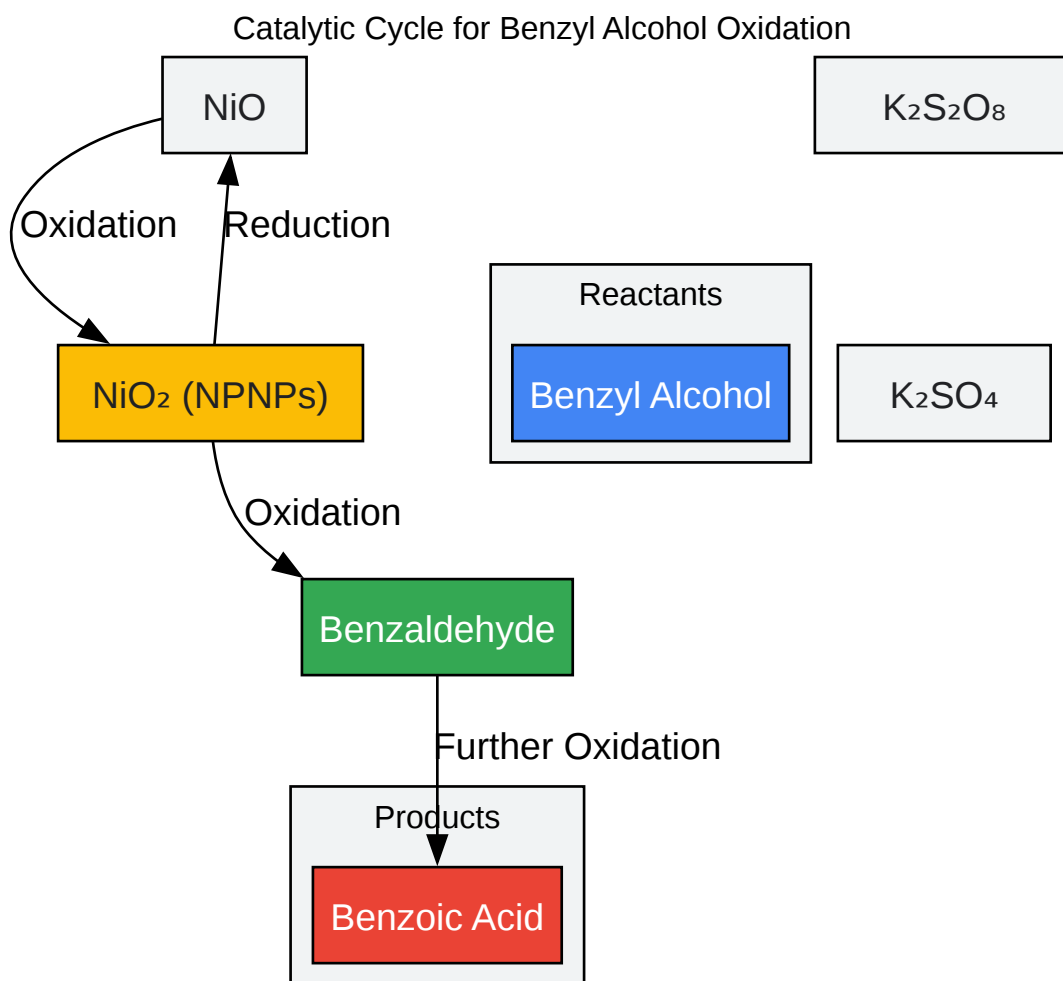 Catalytic Cycle for Benzyl Alcohol Oxidation
NiO
K₂S₂O₈
Oxidation
Reduction
Reactants
NiO₂ (NPNPs)
Benzyl Alcohol
K₂SO₄
Oxidation
Benzaldehyde
Further Oxidation
Products
Benzoic Acid